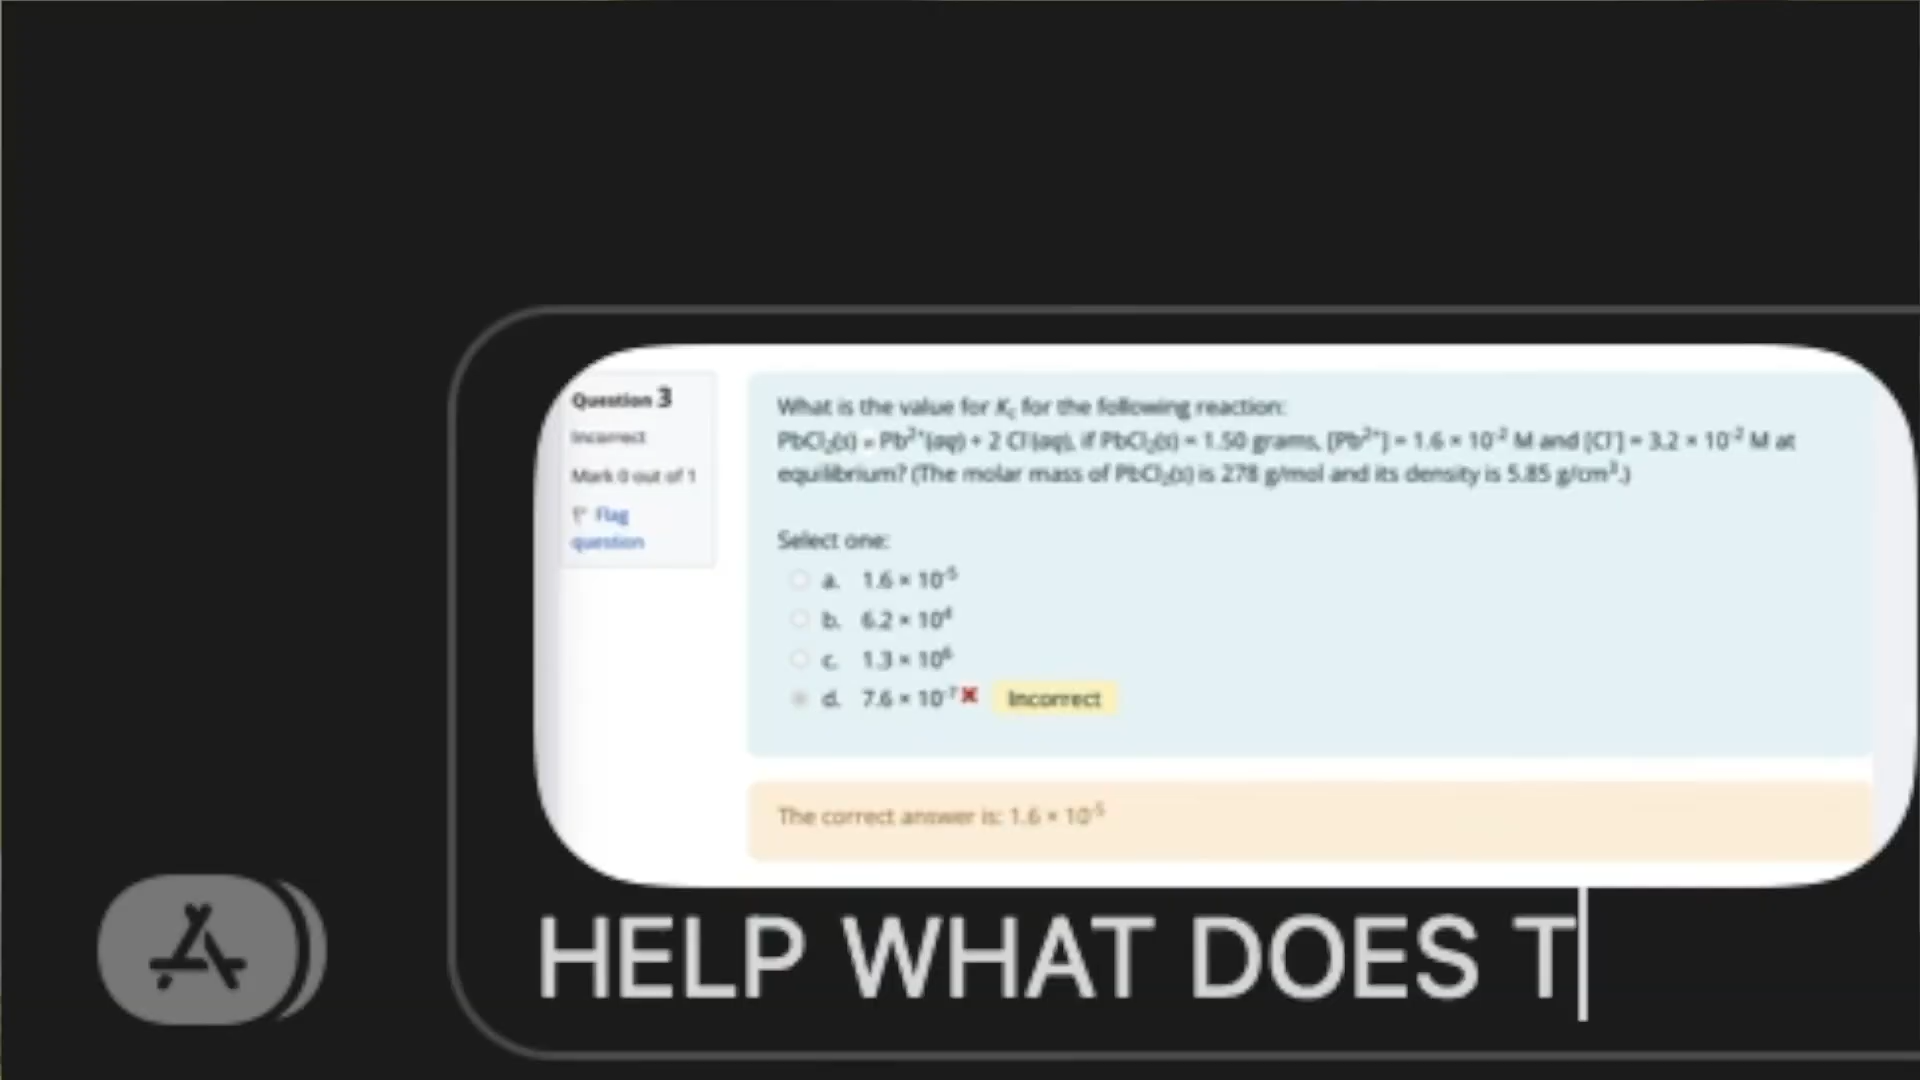 Question 3
Incorrect
Mark 0 out of 1
Flag
question
What is the value for Kc for the following reaction:
PbCl₂(s) ⇌ Pb²⁺(aq) + 2 Cl⁻(aq), if PbCl₂(s) = 1.50 grams, [Pb²⁺] = 1.6 × 10⁻² M and [Cl⁻] = 3.2 × 10⁻² M at
equilibrium? (The molar mass of PbCl₂(s) is 278 g/mol and its density is 5.85 g/cm³.)
Select one:
a. 1.6 × 10⁻⁵
b. 6.2 × 10⁴
c. 1.3 × 10⁶
d. 7.6 × 10⁻⁷ Incorrect
The correct answer is: 1.6 × 10⁻⁵
HELP WHAT DOES T